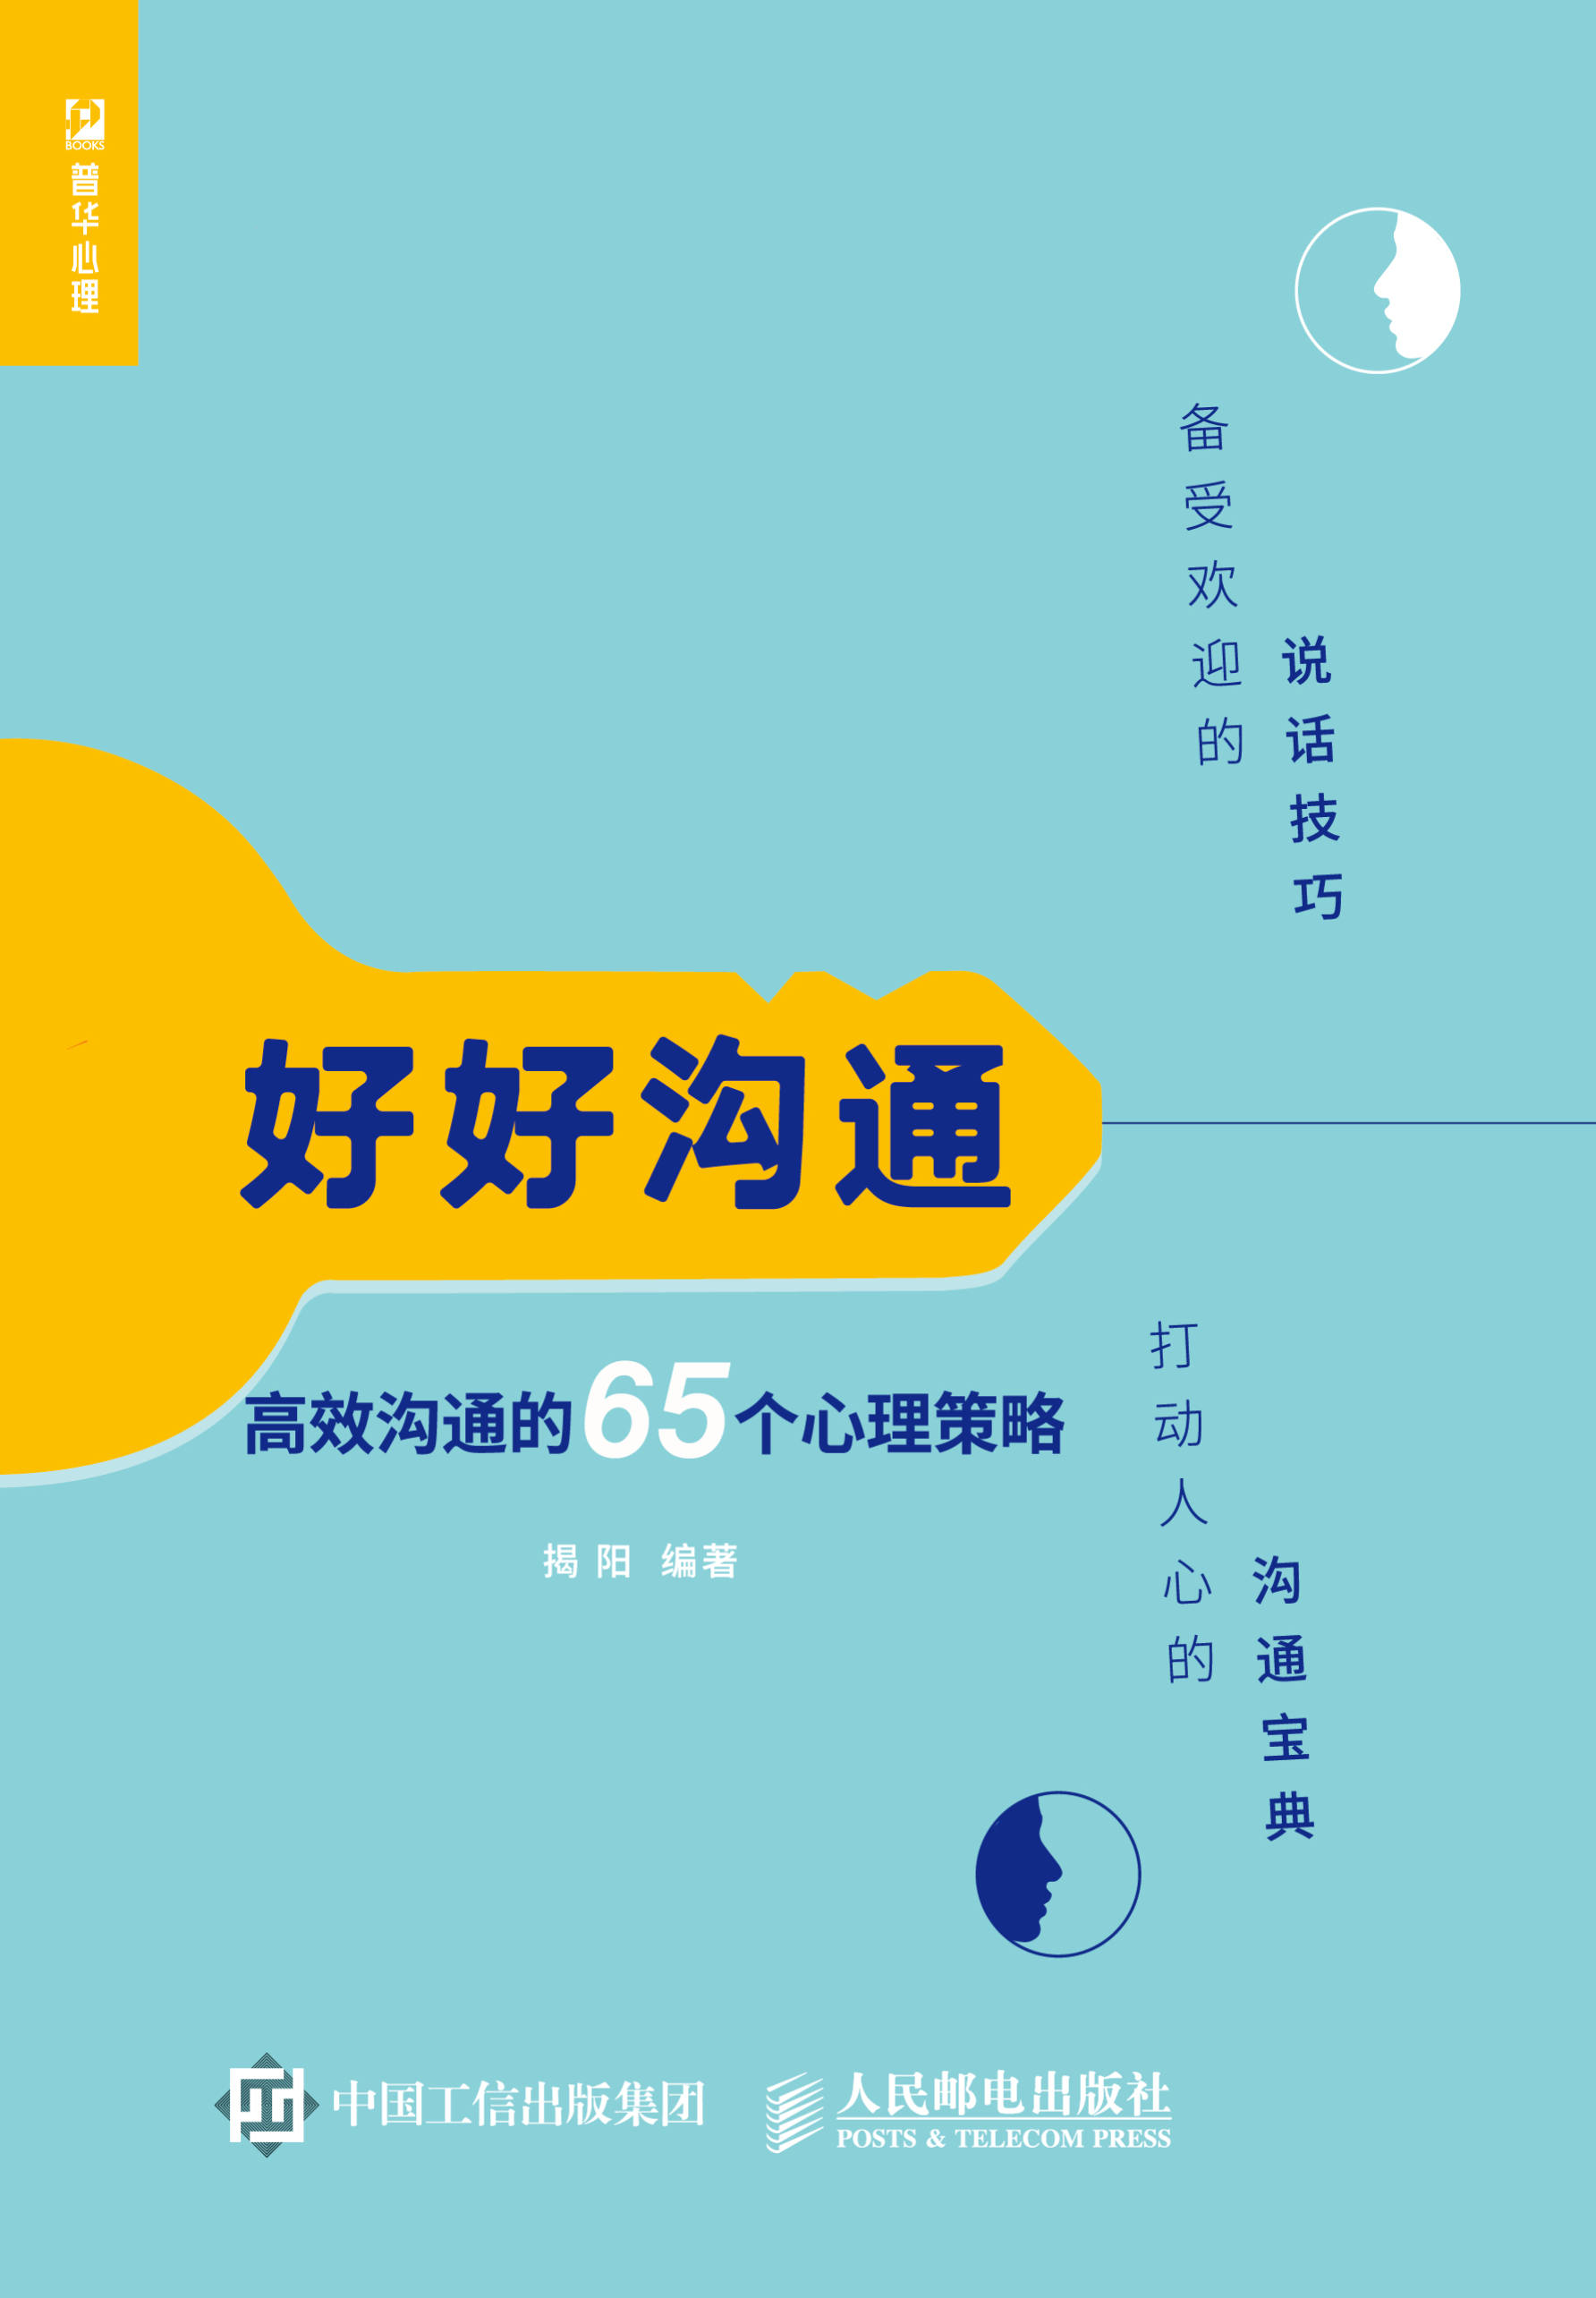 BOOKS
普华心理
备受欢迎的
说话技巧
好好沟通
高效沟通的65个心理策略
揭阳 编著
打动人心的
沟通宝典
中国工信出版集团
人民邮电出版社
POSTS & TELECOM PRESS